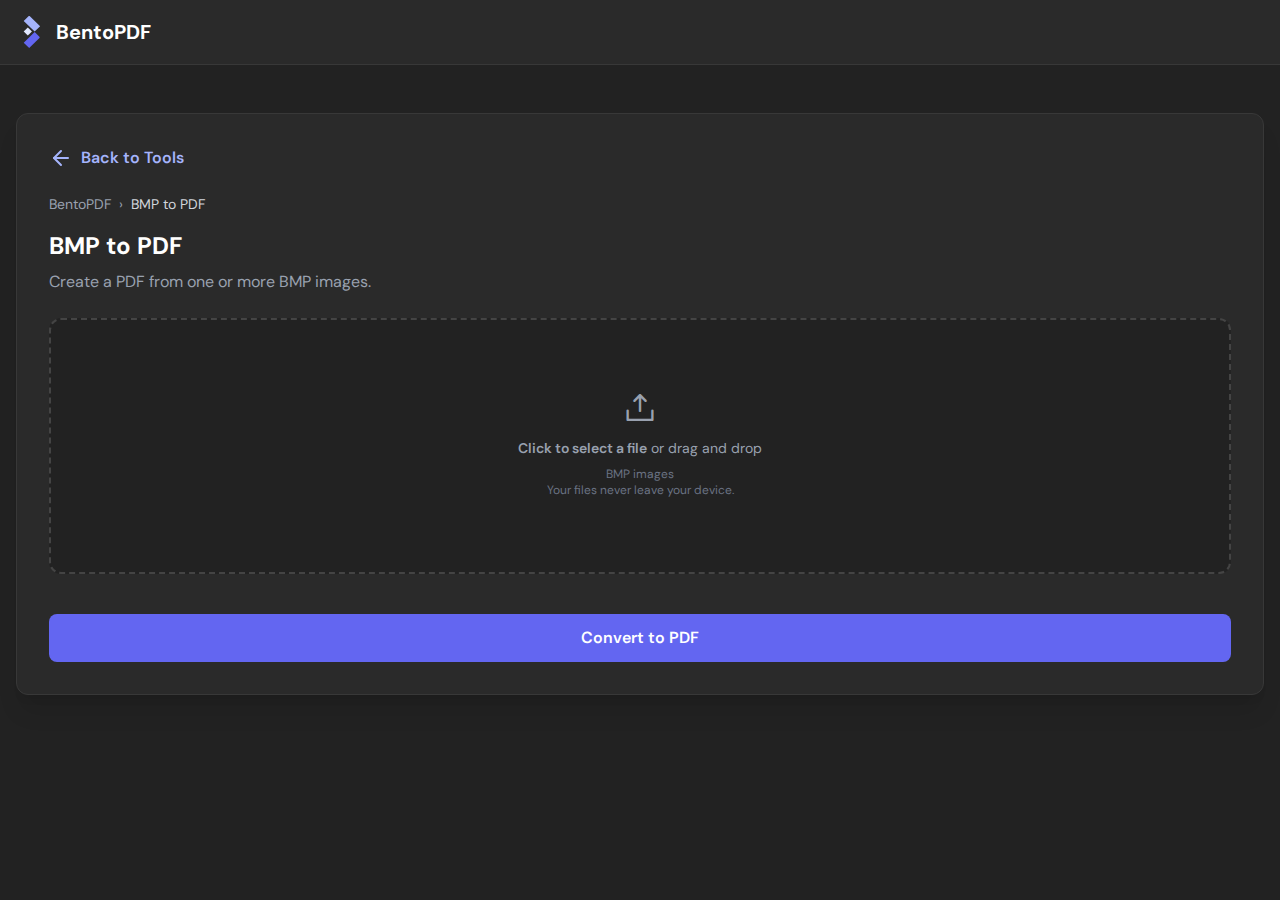 BentoPDF
Back to Tools
BentoPDF › BMP to PDF
BMP to PDF
Create a PDF from one or more BMP images.
Click to select a file or drag and drop
BMP images
Your files never leave your device.
Convert to PDF